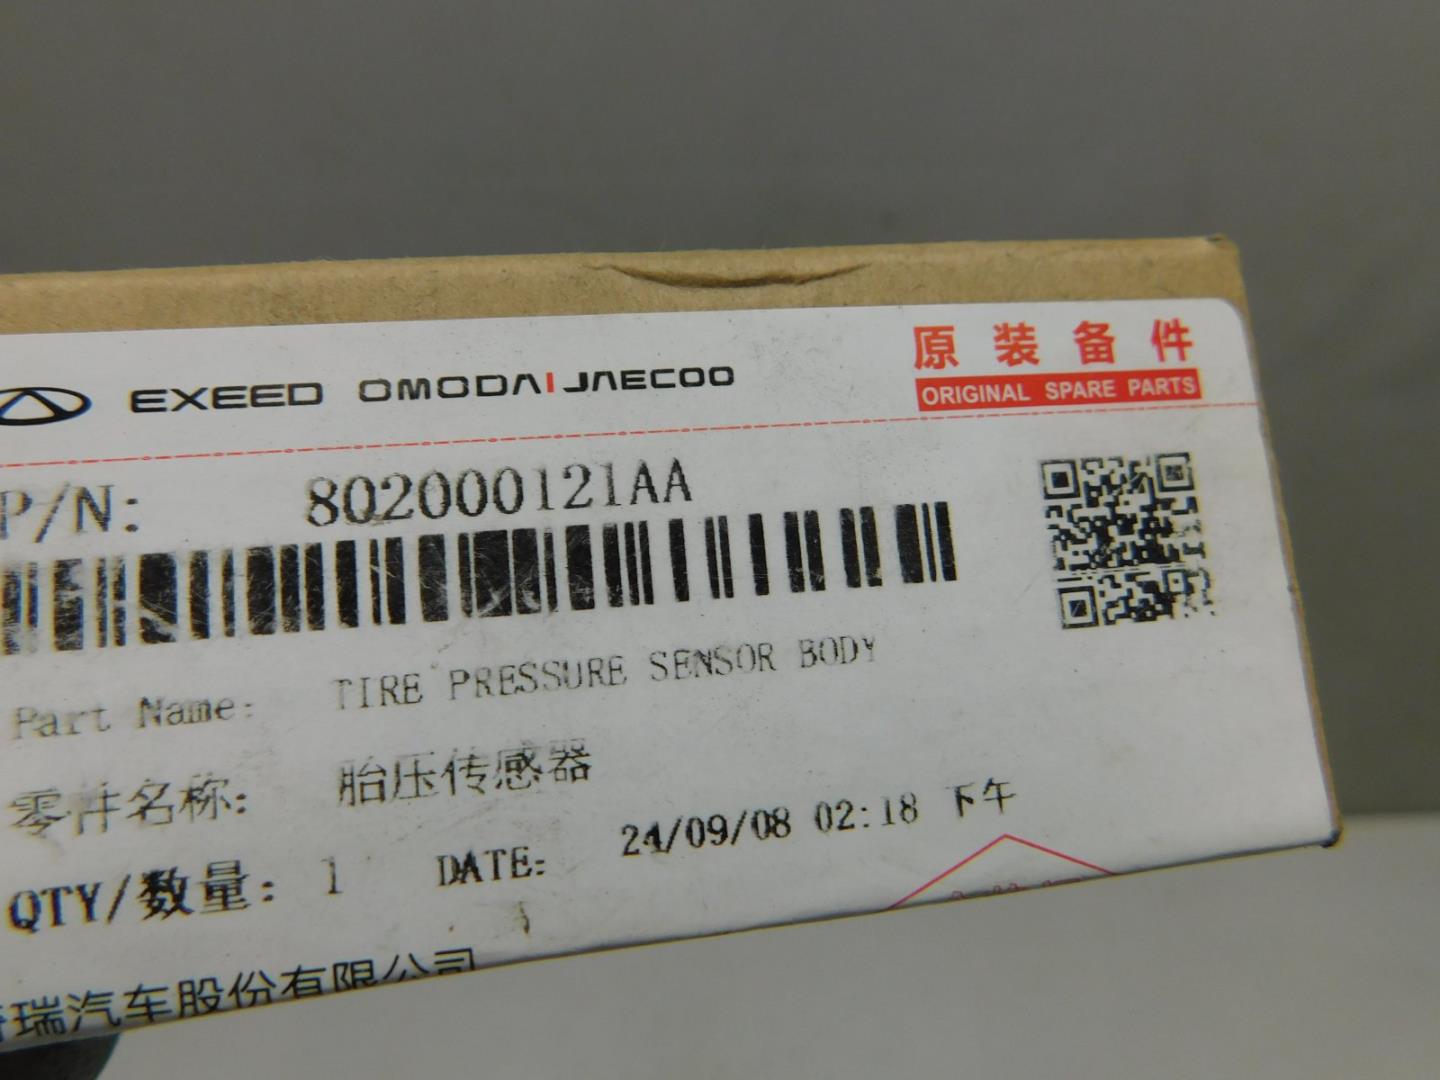 EXEED OMODA|JAECOO
原装备件
ORIGINAL SPARE PARTS
P/N: 802000121AA
Part Name: TIRE PRESSURE SENSOR BODY
零件名称: 胎压传感器
QTY/数量: 1 DATE: 24/09/08 02:18 下午
奇瑞汽车股份有限公司